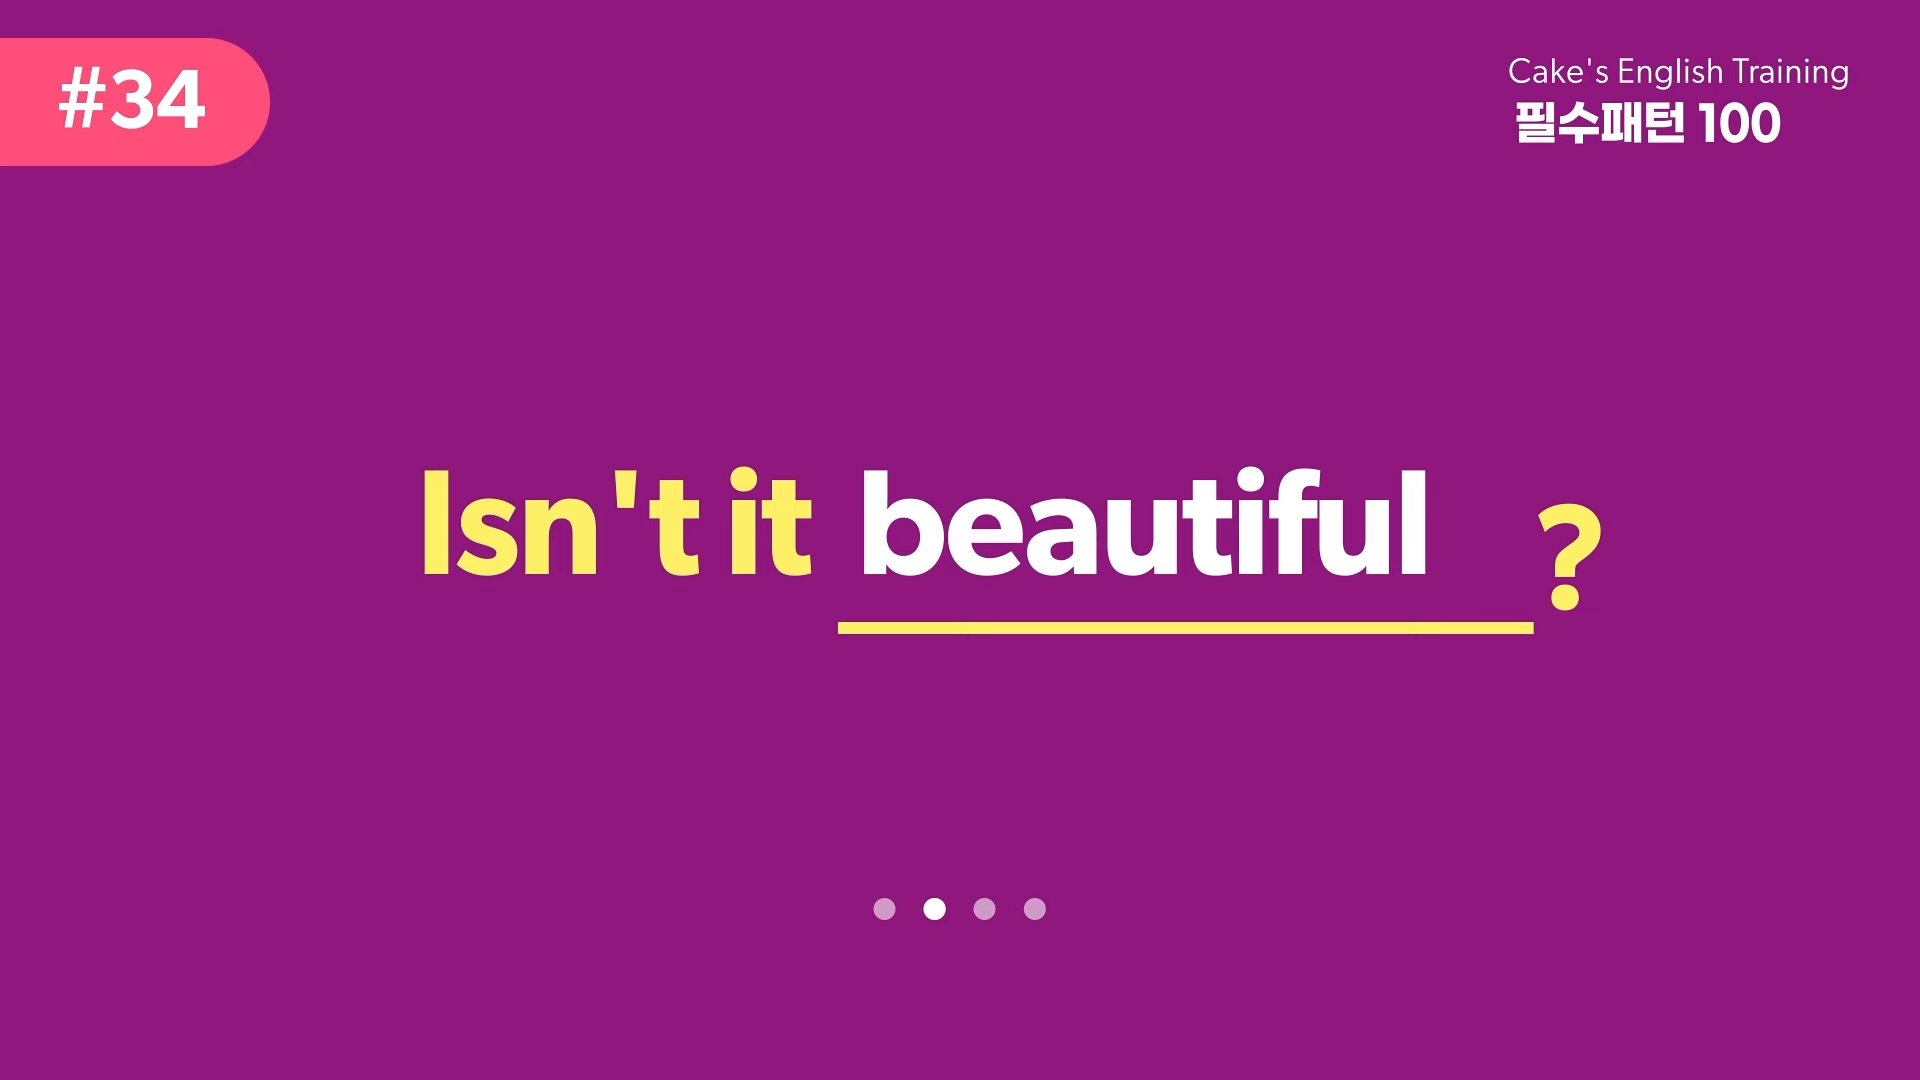 #34
Cake's English Training
필수패턴 100
Isn't it beautiful ?